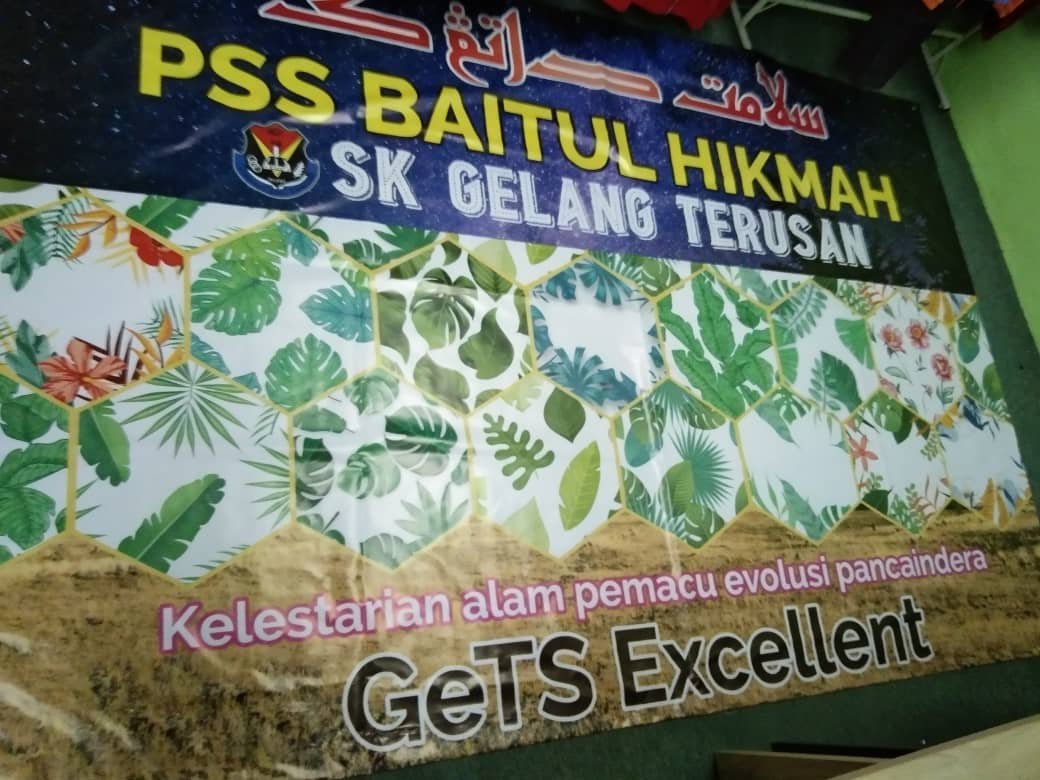 سلامت داتڠ ک
PSS BAITUL HIKMAH
SK GELANG TERUSAN
Kelestarian alam pemacu evolusi pancaindera
GeTS Excellent